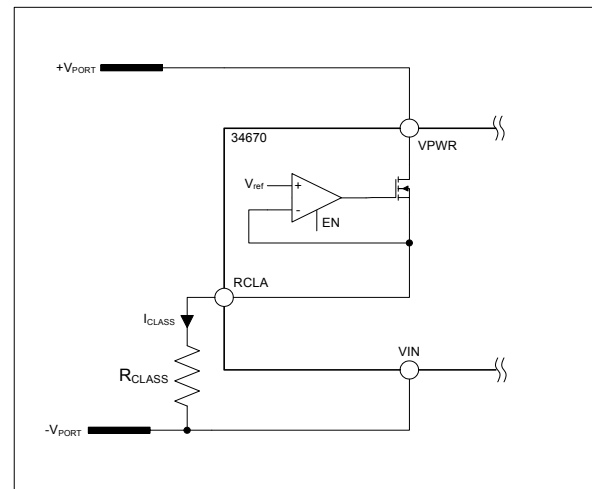 +VPORT
34670
VPWR
Vref
+
-
EN
RCLA
ICLASS
VIN
RCLASS
-VPORT